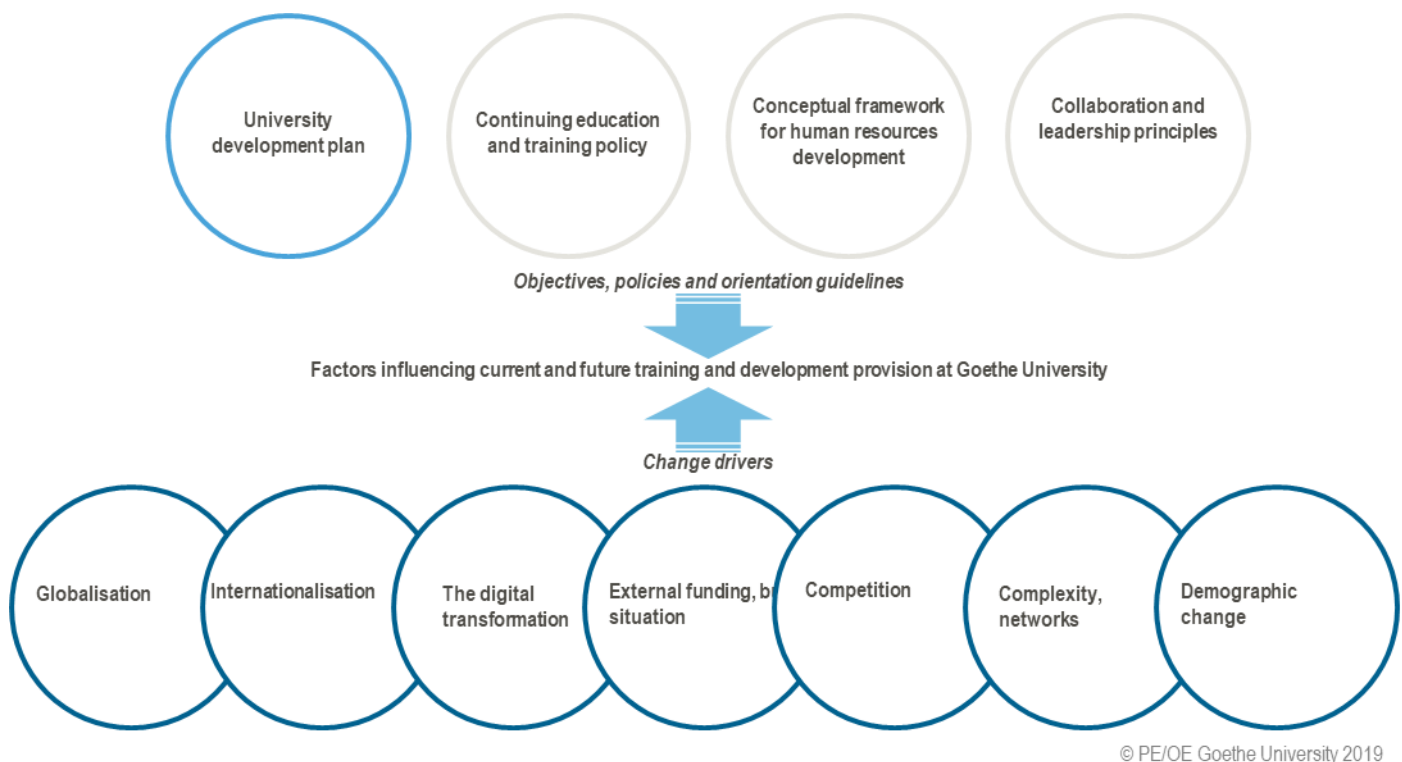 University
development plan
Continuing education
and training policy
Conceptual framework
for human resources
development
Collaboration and
leadership principles
Objectives, policies and orientation guidelines
Factors influencing current and future training and development provision at Goethe University
Change drivers
Globalisation
Internationalisation
The digital
transformation
External funding,
situation
Competition
Complexity,
networks
Demographic
change
© PE/OE Goethe University 2019